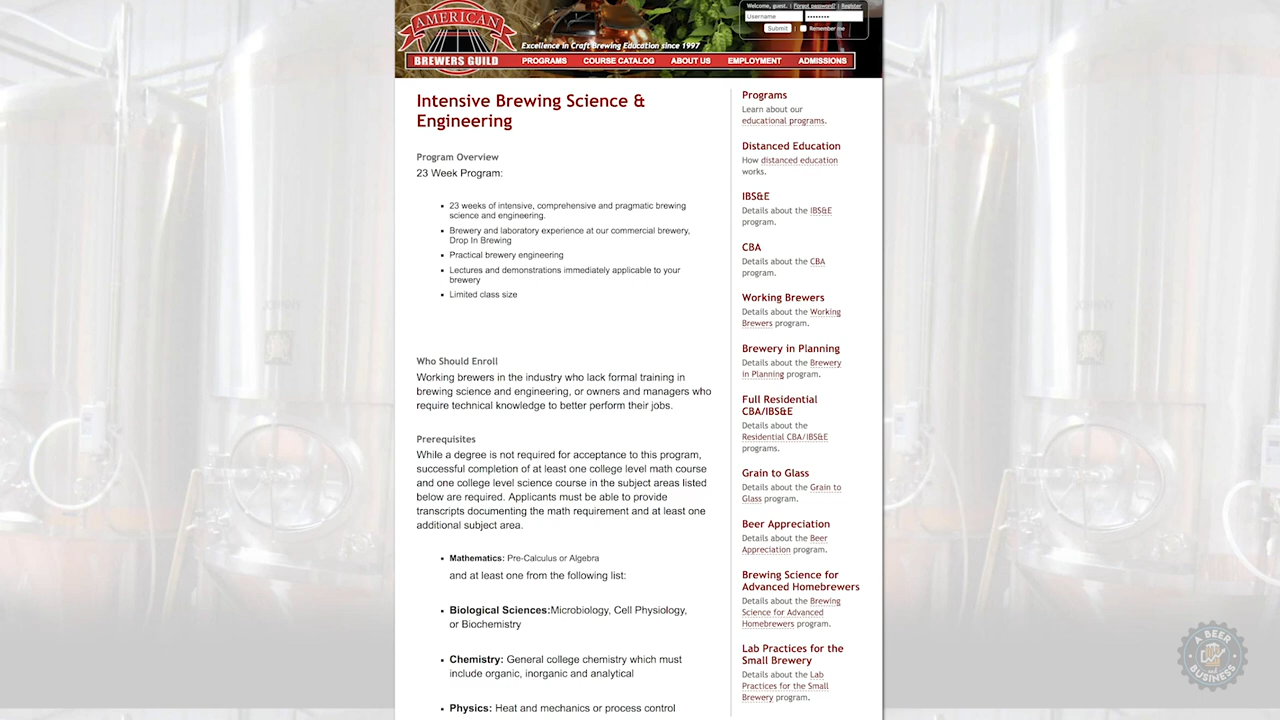 AMERICAN
BREWERS GUILD
Excellence in Craft Brewing Education since 1997
Welcome, guest. | Forgot password? | Register
Username
Submit
Remember me
PROGRAMS COURSE CATALOG ABOUT US EMPLOYMENT ADMISSIONS
Intensive Brewing Science &
Engineering
Program Overview
23 Week Program:
23 weeks of intensive, comprehensive and pragmatic brewing
science and engineering.
Brewery and laboratory experience at our commercial brewery,
Drop In Brewing
Practical brewery engineering
Lectures and demonstrations immediately applicable to your
brewery
Limited class size
Who Should Enroll
Working brewers in the industry who lack formal training in
brewing science and engineering, or owners and managers who
require technical knowledge to better perform their jobs.
Prerequisites
While a degree is not required for acceptance to this program,
successful completion of at least one college level math course
and one college level science course in the subject areas listed
below are required. Applicants must be able to provide
transcripts documenting the math requirement and at least one
additional subject area.
Mathematics: Pre-Calculus or Algebra
and at least one from the following list:
Biological Sciences:Microbiology, Cell Physiology,
or Biochemistry
Chemistry: General college chemistry which must
include organic, inorganic and analytical
Physics: Heat and mechanics or process control
Programs
Learn about our
educational programs.
Distanced Education
How distanced education
works.
IBS&E
Details about the IBS&E
program.
CBA
Details about the CBA
program.
Working Brewers
Details about the Working
Brewers program.
Brewery in Planning
Details about the Brewery
in Planning program.
Full Residential
CBA/IBS&E
Details about the
Residential CBA/IBS&E
programs.
Grain to Glass
Details about the Grain to
Glass program.
Beer Appreciation
Details about the Beer
Appreciation program.
Brewing Science for
Advanced Homebrewers
Details about the Brewing
Science for Advanced
Homebrewers program.
Lab Practices for the
Small Brewery
Details about the Lab
Practices for the Small
Brewery program.
A BEER
BUSINESS